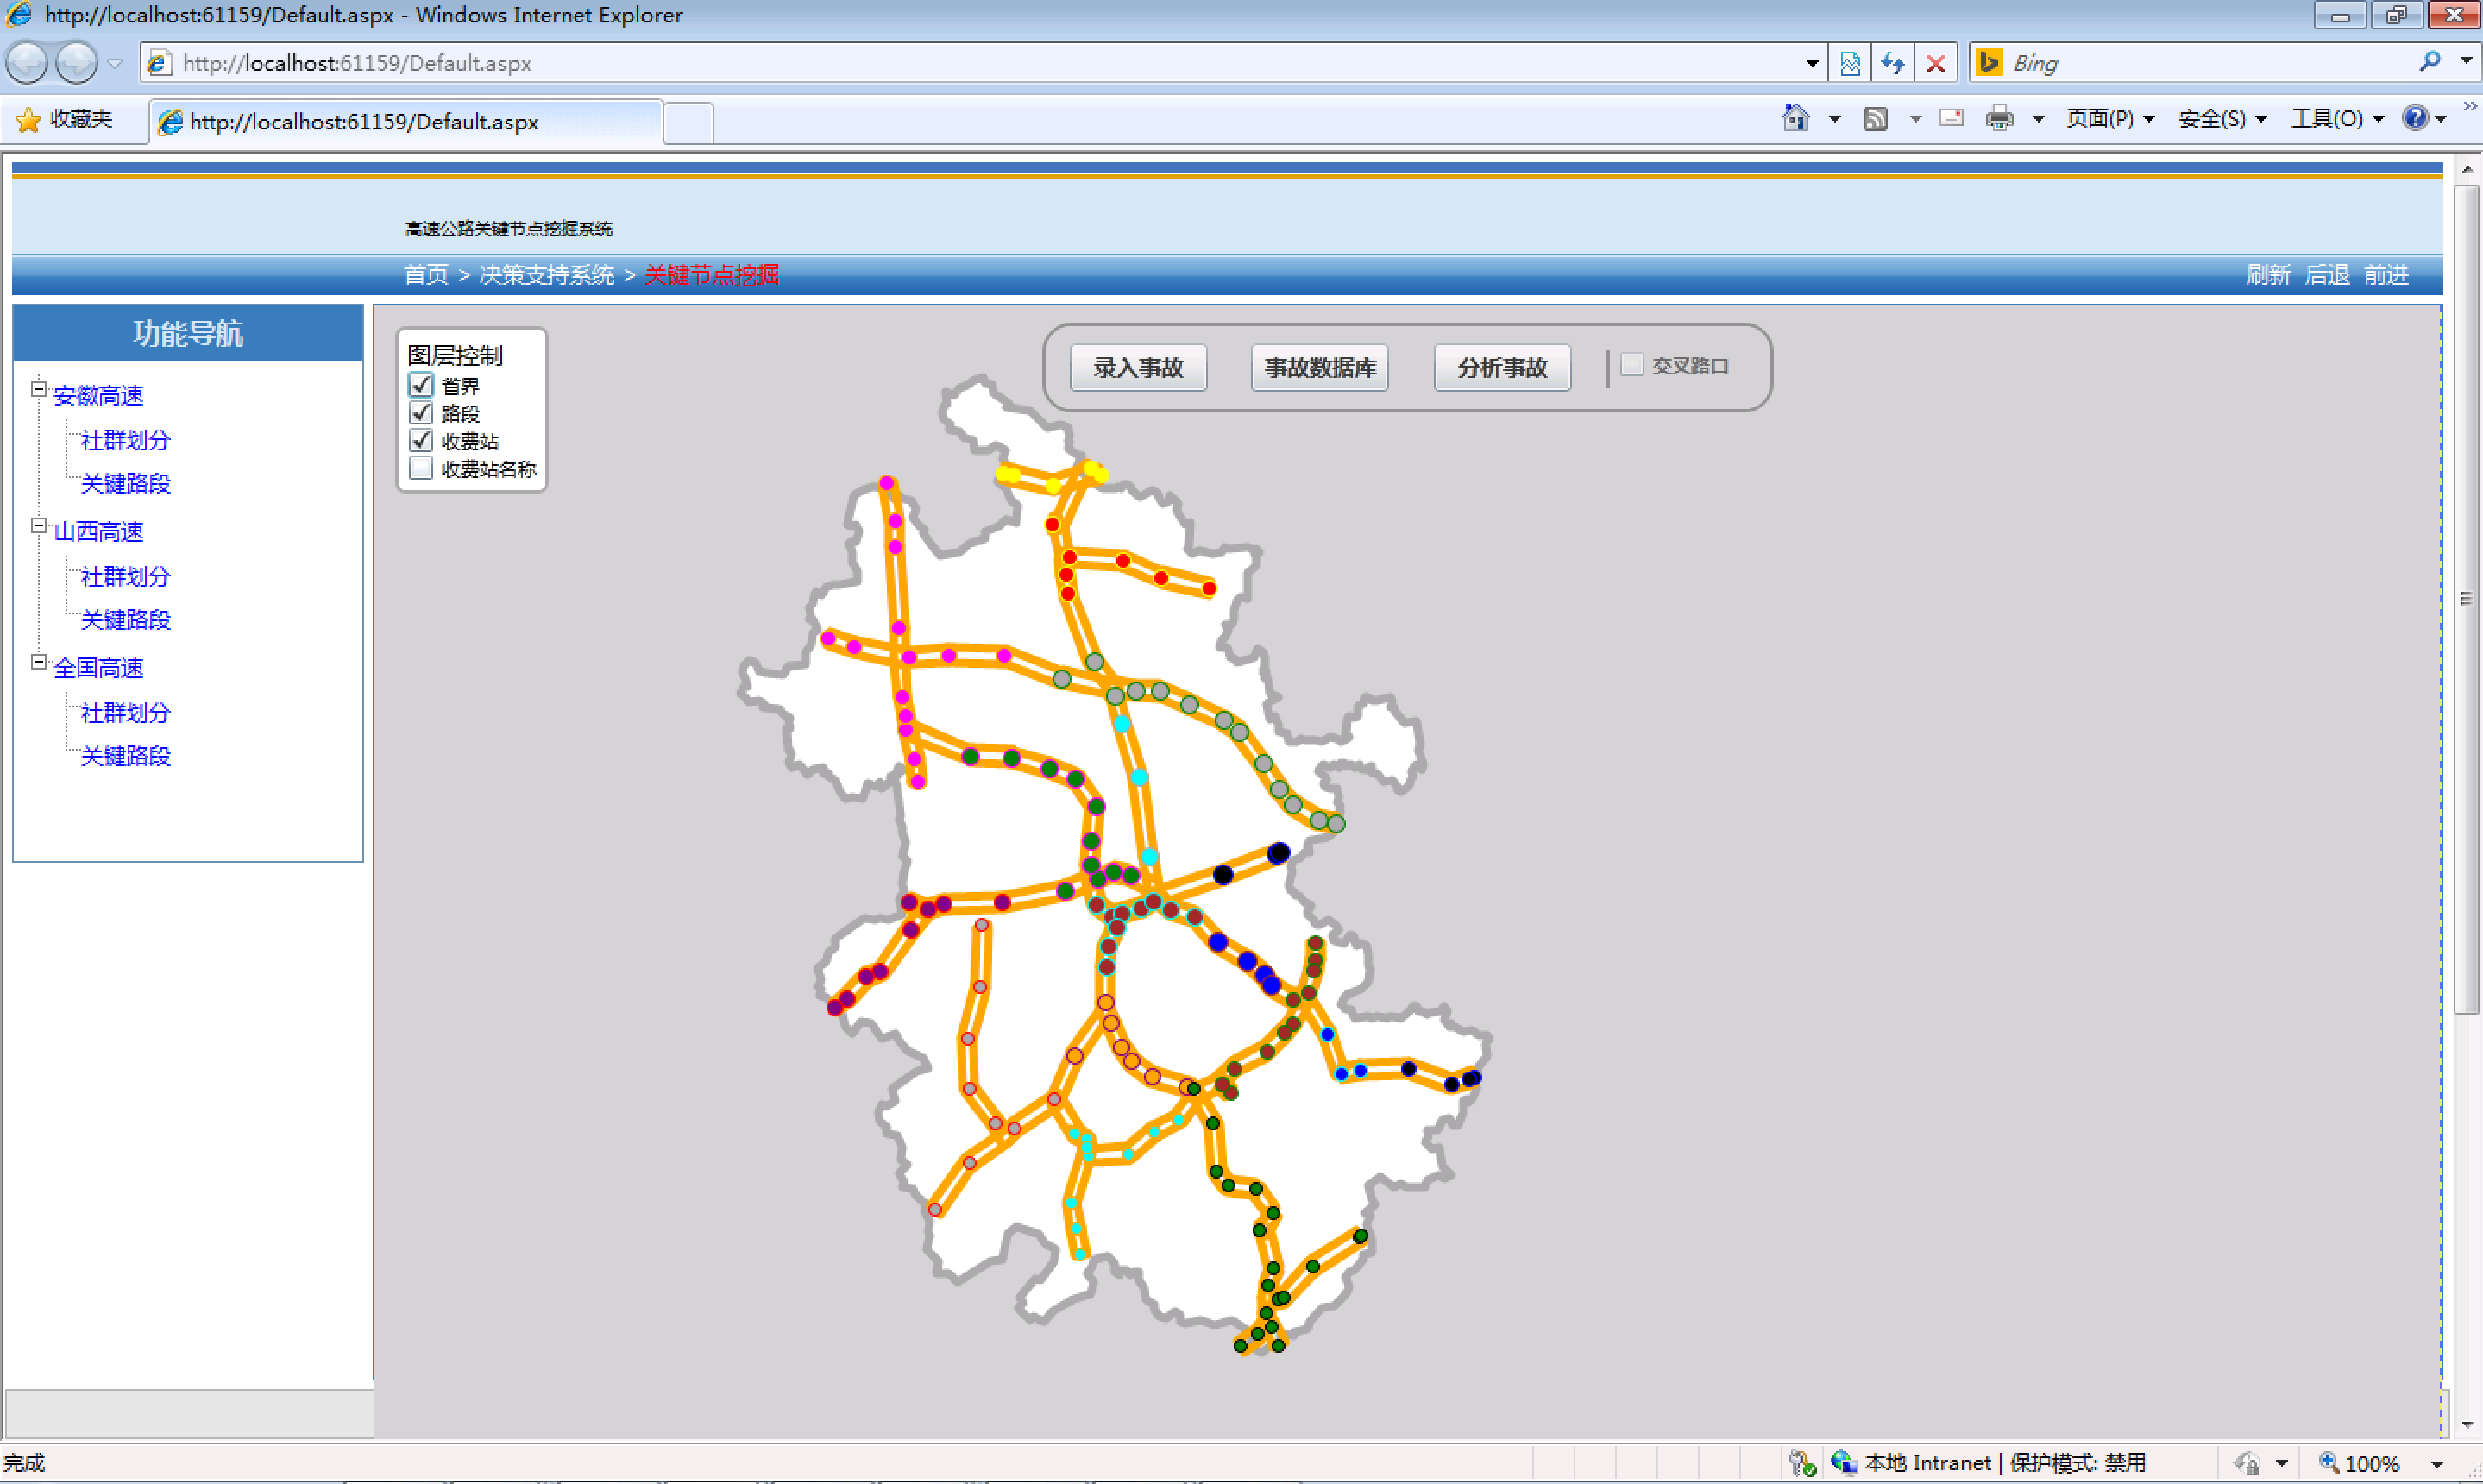 http://localhost:61159/Default.aspx - Windows Internet Explorer
http://localhost:61159/Default.aspx
Bing
收藏夹
http://localhost:61159/Default.aspx
页面(P)
安全(S)
工具(O)
高速公路关键节点挖掘系统
首页 > 决策支持系统 > 关键节点挖掘
刷新 后退 前进
功能导航
安徽高速
社群划分
关键路段
山西高速
社群划分
关键路段
全国高速
社群划分
关键路段
图层控制
省界
路段
收费站
收费站名称
录入事故
事故数据库
分析事故
交叉路口
完成
本地 Intranet | 保护模式: 禁用
100%